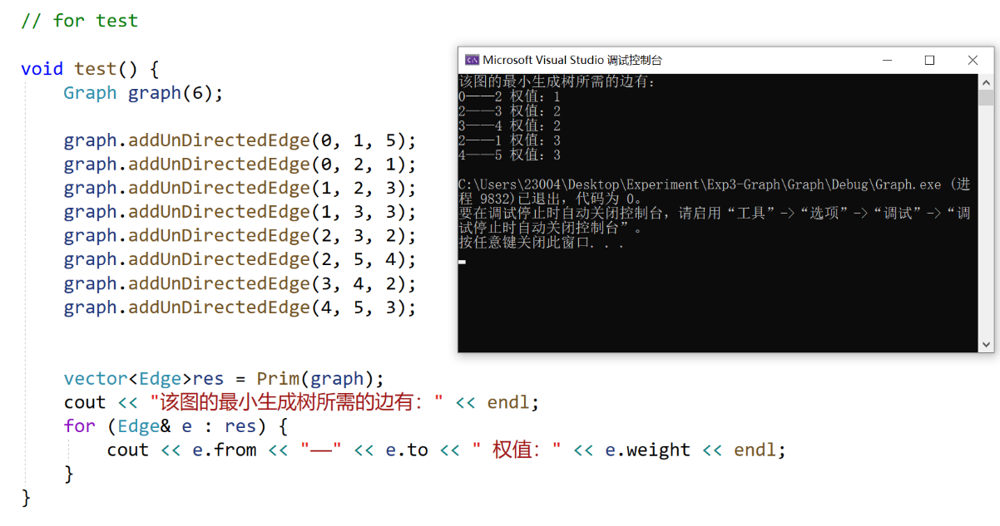 // for test
void test() {
Graph graph(6);
graph.addUnDirectedEdge(0, 1, 5);
graph.addUnDirectedEdge(0, 2, 1);
graph.addUnDirectedEdge(1, 2, 3);
graph.addUnDirectedEdge(1, 3, 3);
graph.addUnDirectedEdge(2, 3, 2);
graph.addUnDirectedEdge(2, 5, 4);
graph.addUnDirectedEdge(3, 4, 2);
graph.addUnDirectedEdge(4, 5, 3);
vector<Edge>res = Prim(graph);
cout << "该图的最小生成树所需的边有：" << endl;
for (Edge& e : res) {
cout << e.from << "——" << e.to << " 权值：" << e.weight << endl;
}
}
Microsoft Visual Studio 调试控制台
该图的最小生成树所需的边有：
0——2 权值：1
2——3 权值：2
3——4 权值：2
2——1 权值：3
4——5 权值：3
C:\Users\23004\Desktop\Experiment\Exp3-Graph\Graph\Debug\Graph.exe (进
程 9832)已退出，代码为 0。
要在调试停止时自动关闭控制台，请启用“工具”->“选项”->“调试”->“调
试停止时自动关闭控制台”。
按任意键关闭此窗口. . .